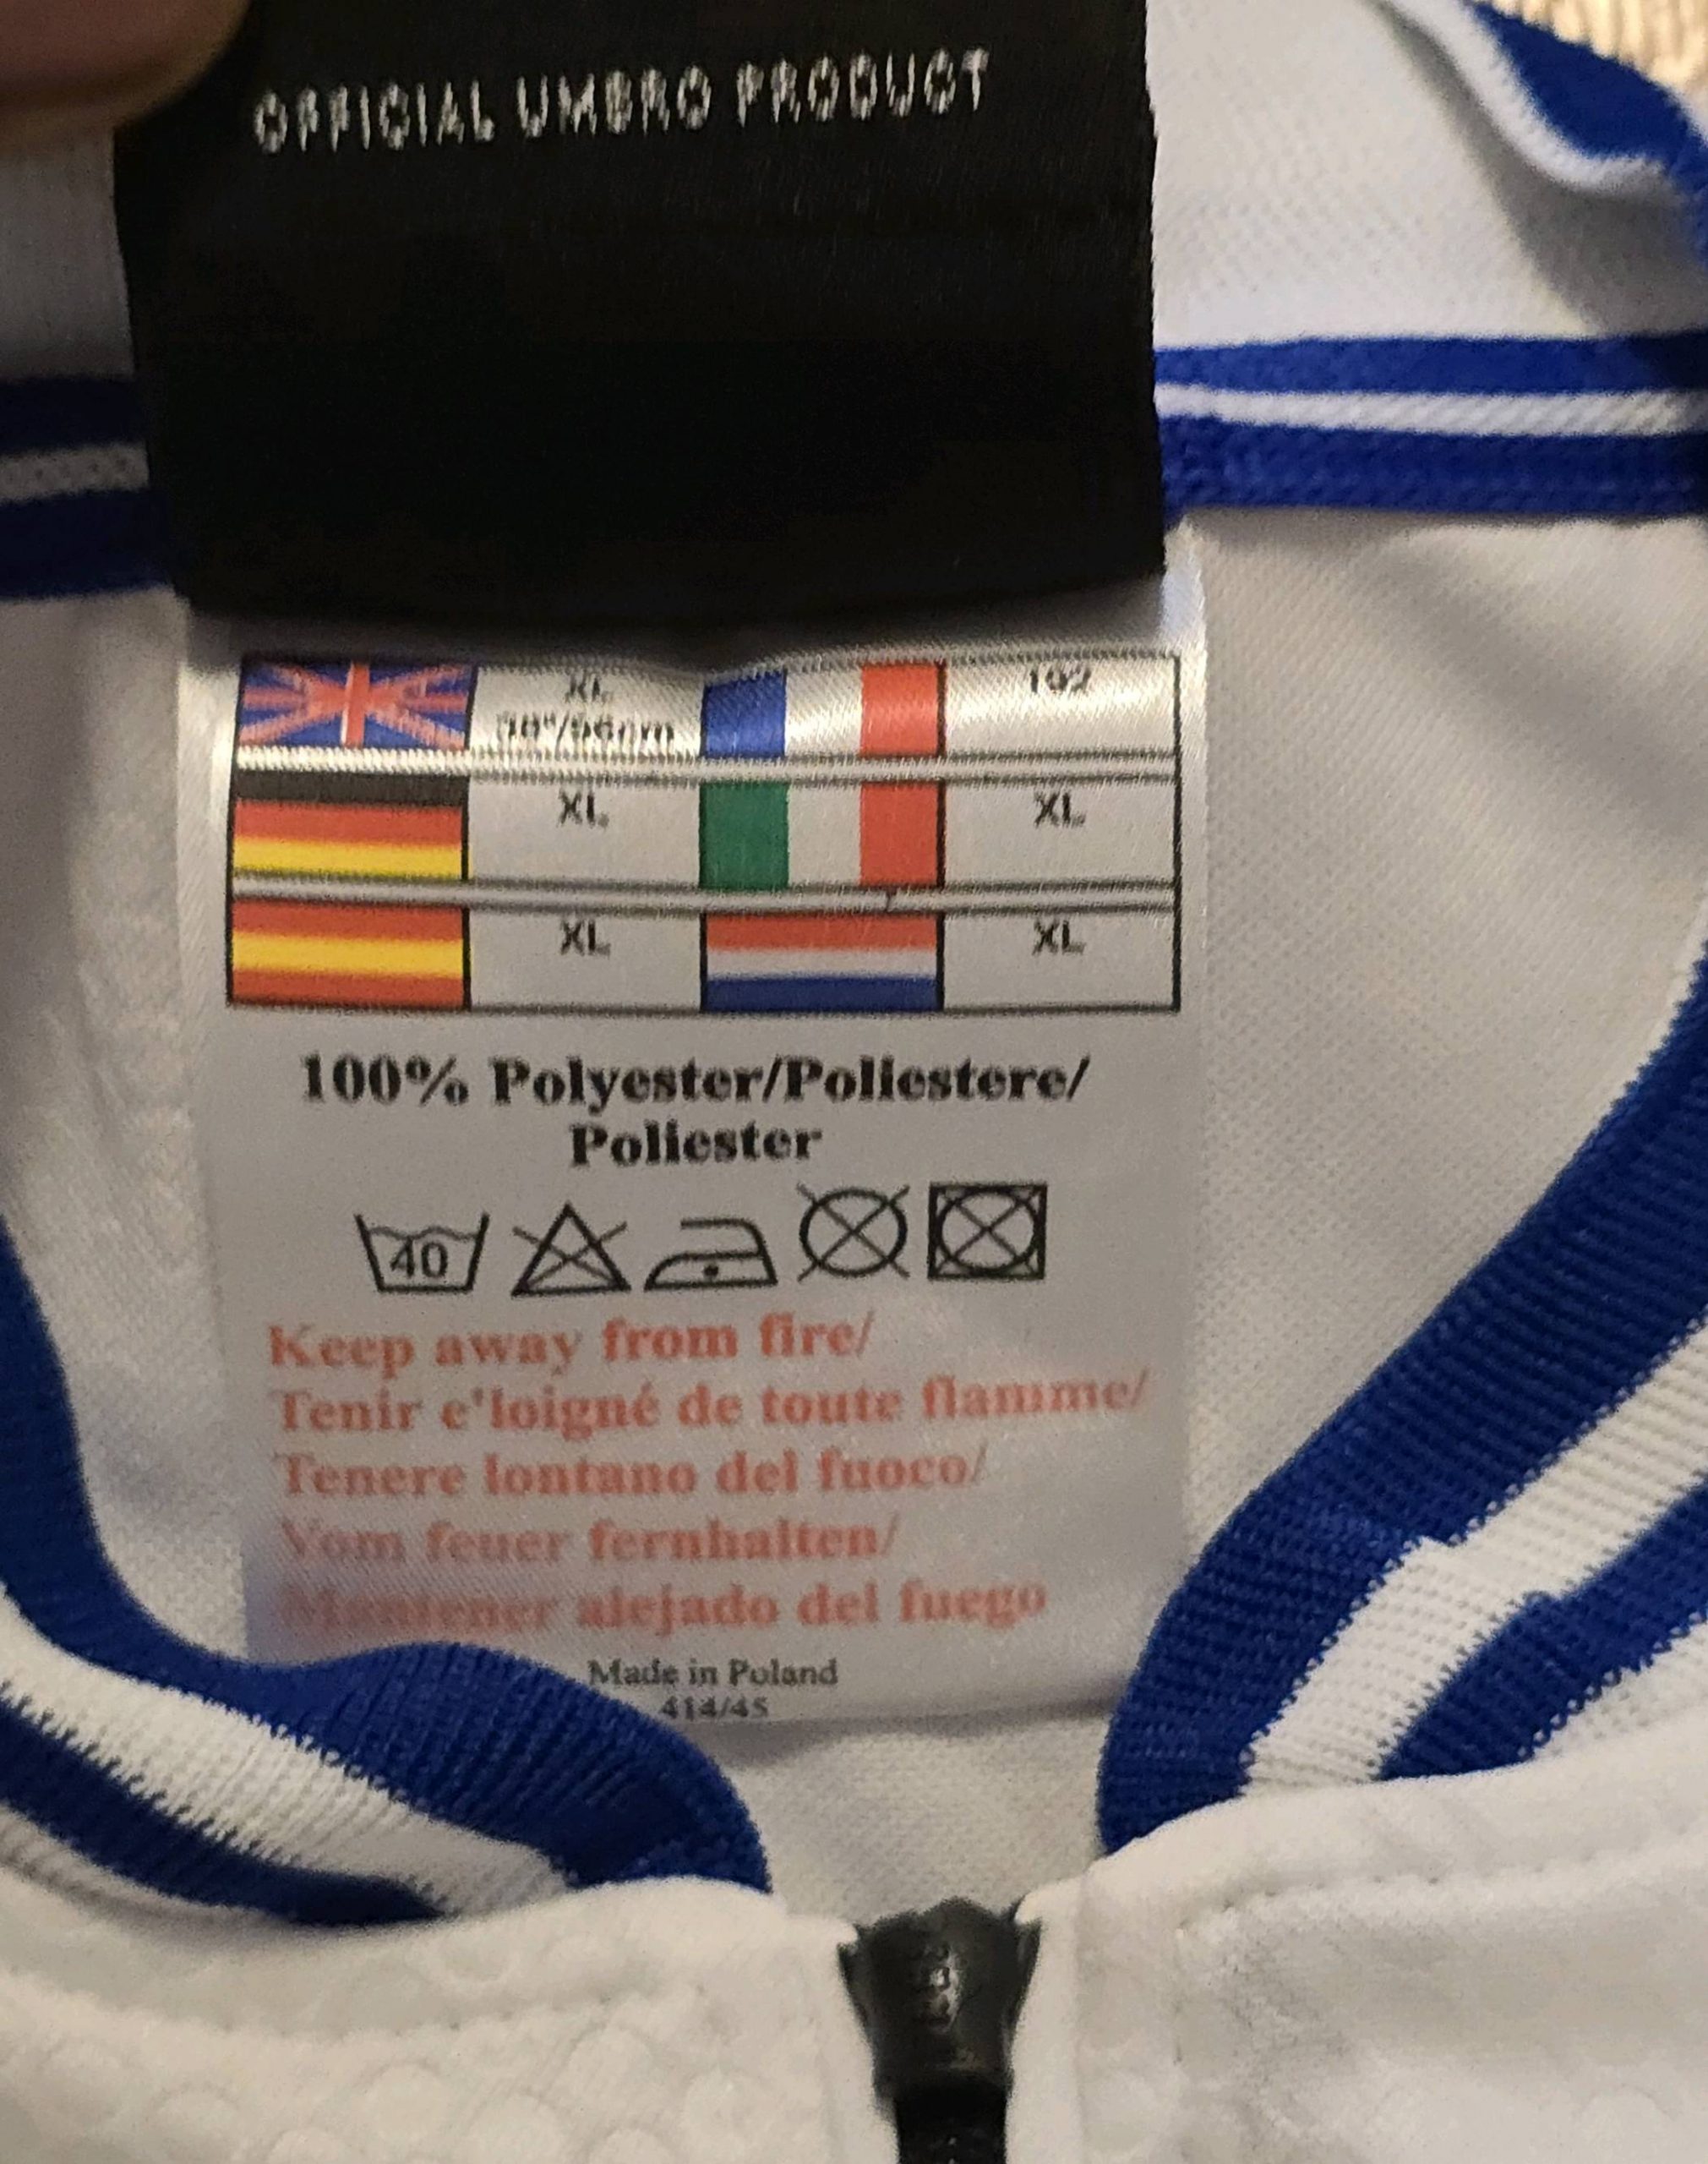 OFFICIAL UMBRO PRODUCT
XL 192
XL XL
XL XL
100% Polyester/Poliestere/
Poliester
40
Keep away from fire/
Tenir e'loigné de toute flamme/
Tenere lontano del fuoco/
Vom feuer fernhalten/
Mantener alejado del fuego
Made in Poland
414/45